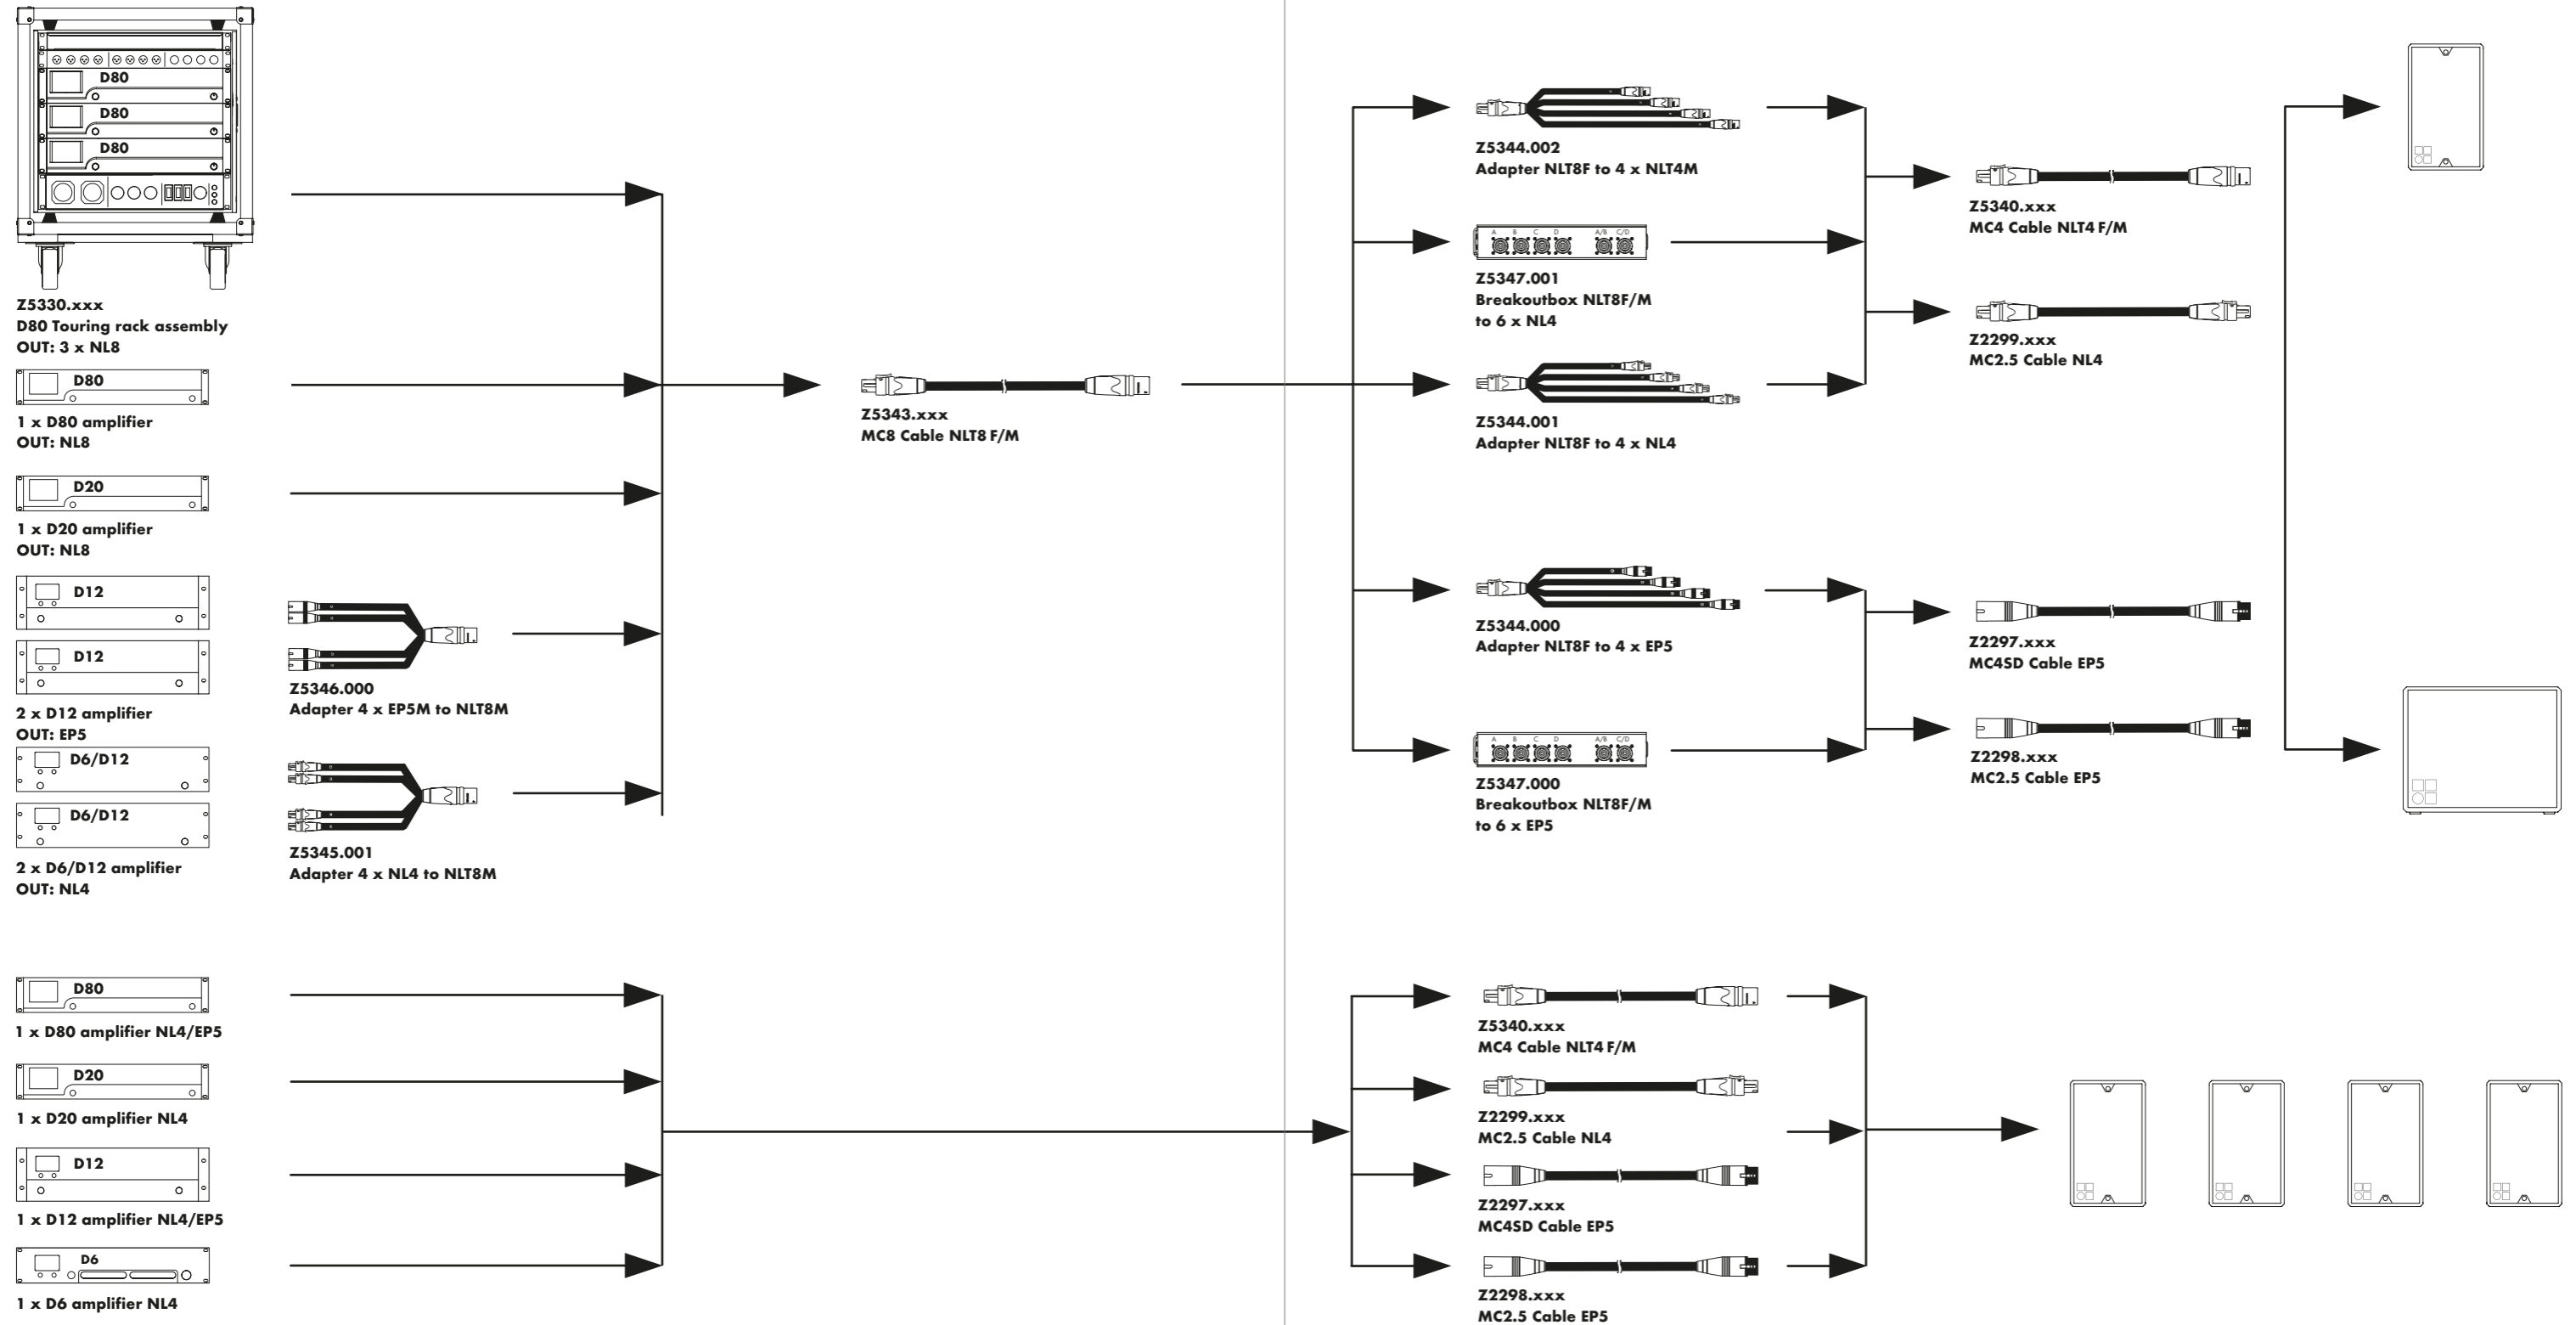 D80
D80
D80
Z5330.xxx
D80 Touring rack assembly
OUT: 3 x NL8
D80
1 x D80 amplifier
OUT: NL8
D20
1 x D20 amplifier
OUT: NL8
D12
D12
2 x D12 amplifier
OUT: EP5
D6/D12
D6/D12
2 x D6/D12 amplifier
OUT: NL4
Z5346.000
Adapter 4 x EP5M to NLT8M
Z5345.001
Adapter 4 x NL4 to NLT8M
Z5343.xxx
MC8 Cable NLT8 F/M
Z5344.002
Adapter NLT8F to 4 x NLT4M
A B C D A/B C/D
Z5347.001
Breakoutbox NLT8F/M
to 6 x NL4
Z5344.001
Adapter NLT8F to 4 x NL4
Z5344.000
Adapter NLT8F to 4 x EP5
A B C D A/B C/D
Z5347.000
Breakoutbox NLT8F/M
to 6 x EP5
Z5340.xxx
MC4 Cable NLT4 F/M
Z2299.xxx
MC2.5 Cable NL4
Z2297.xxx
MC4SD Cable EP5
Z2298.xxx
MC2.5 Cable EP5
D80
1 x D80 amplifier NL4/EP5
D20
1 x D20 amplifier NL4
D12
1 x D12 amplifier NL4/EP5
D6
1 x D6 amplifier NL4
Z5340.xxx
MC4 Cable NLT4 F/M
Z2299.xxx
MC2.5 Cable NL4
Z2297.xxx
MC4SD Cable EP5
Z2298.xxx
MC2.5 Cable EP5